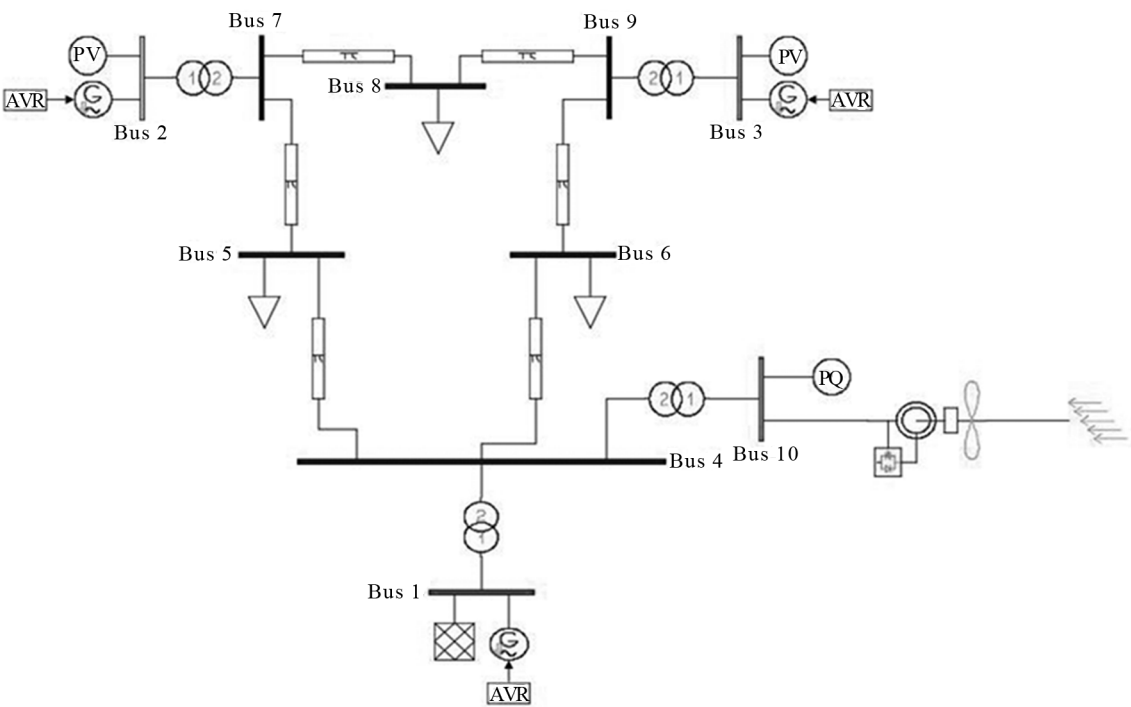 Bus 7
Bus 9
PV
1 2
π
π
2 1
PV
Bus 8
AVR
G
~
G
~
AVR
Bus 2
Bus 3
π
π
Bus 5
Bus 6
π
π
2 1
PQ
Bus 4
Bus 10
2
1
Bus 1
G
~
AVR